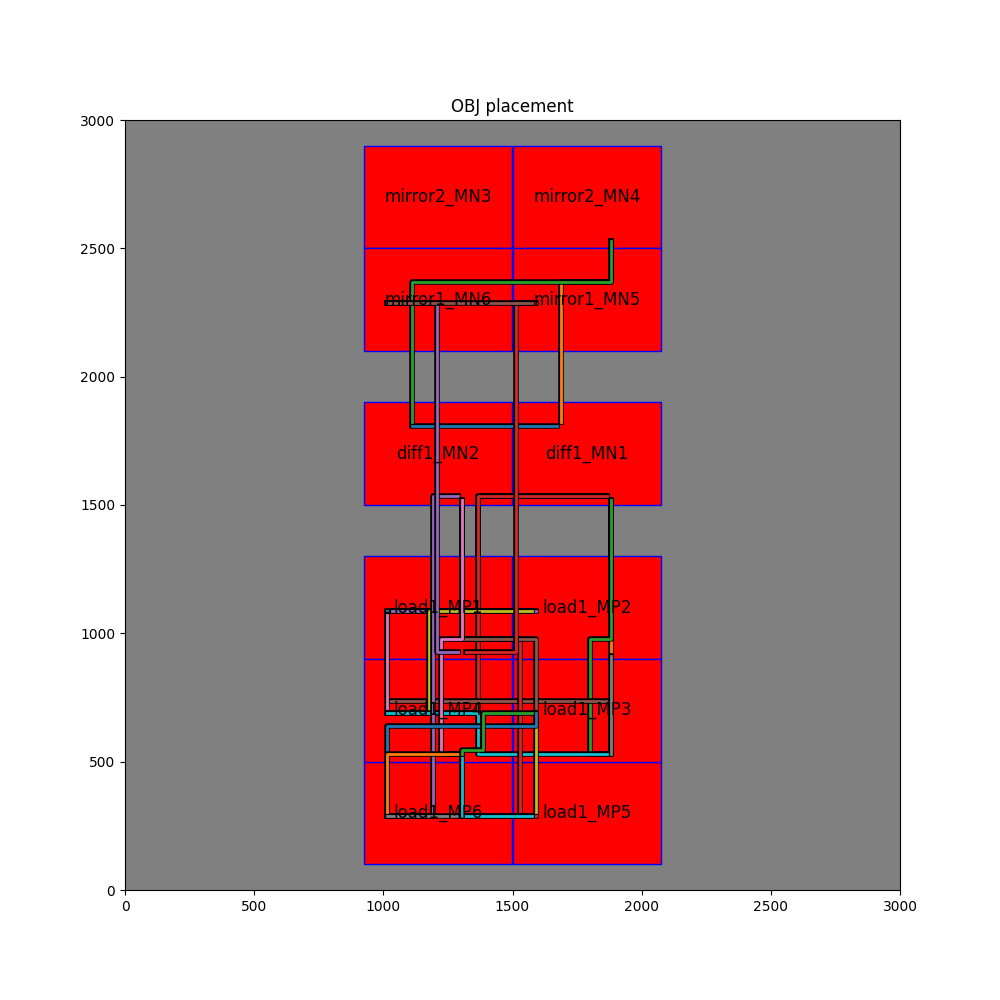 OBJ placement
3000
2500
2000
1500
1000
500
0
mirror2_MN3 mirror2_MN4
mirror1_MN6 mirror1_MN5
diff1_MN2 diff1_MN1
load1_MP1 load1_MP2
load1_MP4 load1_MP3
load1_MP6 load1_MP5
0 500 1000 1500 2000 2500 3000